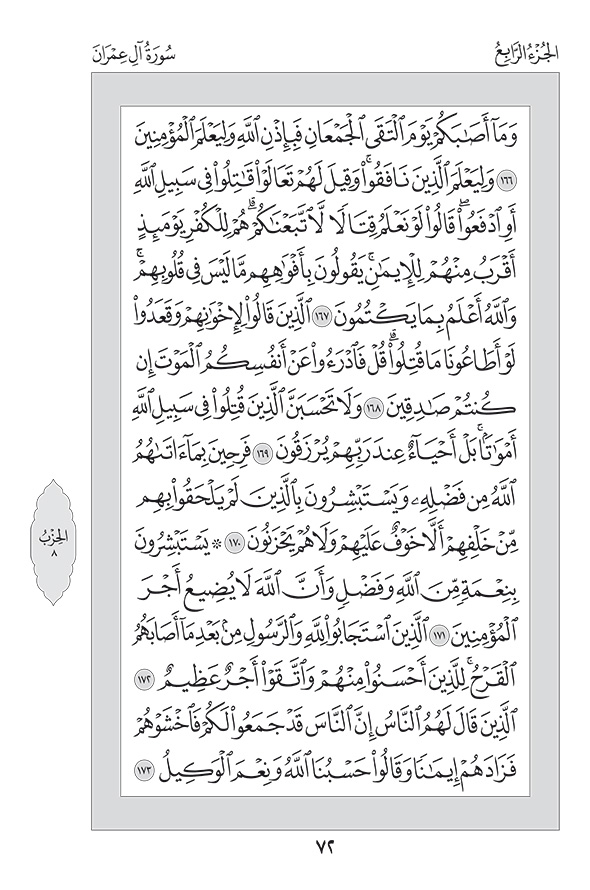 الجُزْءُ الرَّابِعُ
سُورَةُ آلِ عِمْرَانَ
وَمَآ أَصَٰبَكُمْ يَوْمَ ٱلْتَقَى ٱلْجَمْعَانِ فَبِإِذْنِ ٱللَّهِ وَلِيَعْلَمَ ٱلْمُؤْمِنِينَ
١٦٦ وَلِيَعْلَمَ ٱلَّذِينَ نَافَقُوا۟ۚ وَقِيلَ لَهُمْ تَعَالَوْا۟ قَٰتِلُوا۟ فِى سَبِيلِ ٱللَّهِ
أَوِ ٱدْفَعُوا۟ۖ قَالُوا۟ لَوْ نَعْلَمُ قِتَالًا لَّٱتَّبَعْنَٰكُمْۗ هُمْ لِلْكُفْرِ يَوْمَئِذٍ
أَقْرَبُ مِنْهُمْ لِلْإِيمَٰنِۚ يَقُولُونَ بِأَفْوَٰهِهِم مَّا لَيْسَ فِى قُلُوبِهِمْۚ
وَٱللَّهُ أَعْلَمُ بِمَا يَكْتُمُونَ ١٦٧ ٱلَّذِينَ قَالُوا۟ لِإِخْوَٰنِهِمْ وَقَعَدُوا۟
لَوْ أَطَاعُونَا مَا قُتِلُوا۟ۗ قُلْ فَٱدْرَءُوا۟ عَنْ أَنفُسِكُمُ ٱلْمَوْتَ إِن
كُنتُمْ صَٰدِقِينَ ١٦٨ وَلَا تَحْسَبَنَّ ٱلَّذِينَ قُتِلُوا۟ فِى سَبِيلِ ٱللَّهِ
أَمْوَٰتًۢاۚ بَلْ أَحْيَآءٌ عِندَ رَبِّهِمْ يُرْزَقُونَ ١٦٩ فَرِحِينَ بِمَآ ءَاتَىٰهُمُ
ٱللَّهُ مِن فَضْلِهِۦ وَيَسْتَبْشِرُونَ بِٱلَّذِينَ لَمْ يَلْحَقُوا۟ بِهِم
مِّنْ خَلْفِهِمْ أَلَّا خَوْفٌ عَلَيْهِمْ وَلَا هُمْ يَحْزَنُونَ ١٧٠ ۞ يَسْتَبْشِرُونَ
بِنِعْمَةٍ مِّنَ ٱللَّهِ وَفَضْلٍ وَأَنَّ ٱللَّهَ لَا يُضِيعُ أَجْرَ
ٱلْمُؤْمِنِينَ ١٧١ ٱلَّذِينَ ٱسْتَجَابُوا۟ لِلَّهِ وَٱلرَّسُولِ مِنۢ بَعْدِ مَآ أَصَابَهُمُ
ٱلْقَرْحُۚ لِلَّذِينَ أَحْسَنُوا۟ مِنْهُمْ وَٱتَّقَوْا۟ أَجْرٌ عَظِيمٌ ١٧٢
ٱلَّذِينَ قَالَ لَهُمُ ٱلنَّاسُ إِنَّ ٱلنَّاسَ قَدْ جَمَعُوا۟ لَكُمْ فَٱخْشَوْهُمْ
فَزَادَهُمْ إِيمَٰنًا وَقَالُوا۟ حَسْبُنَا ٱللَّهُ وَنِعْمَ ٱلْوَكِيلُ ١٧٣
الحِزْبُ
٨
٧٢